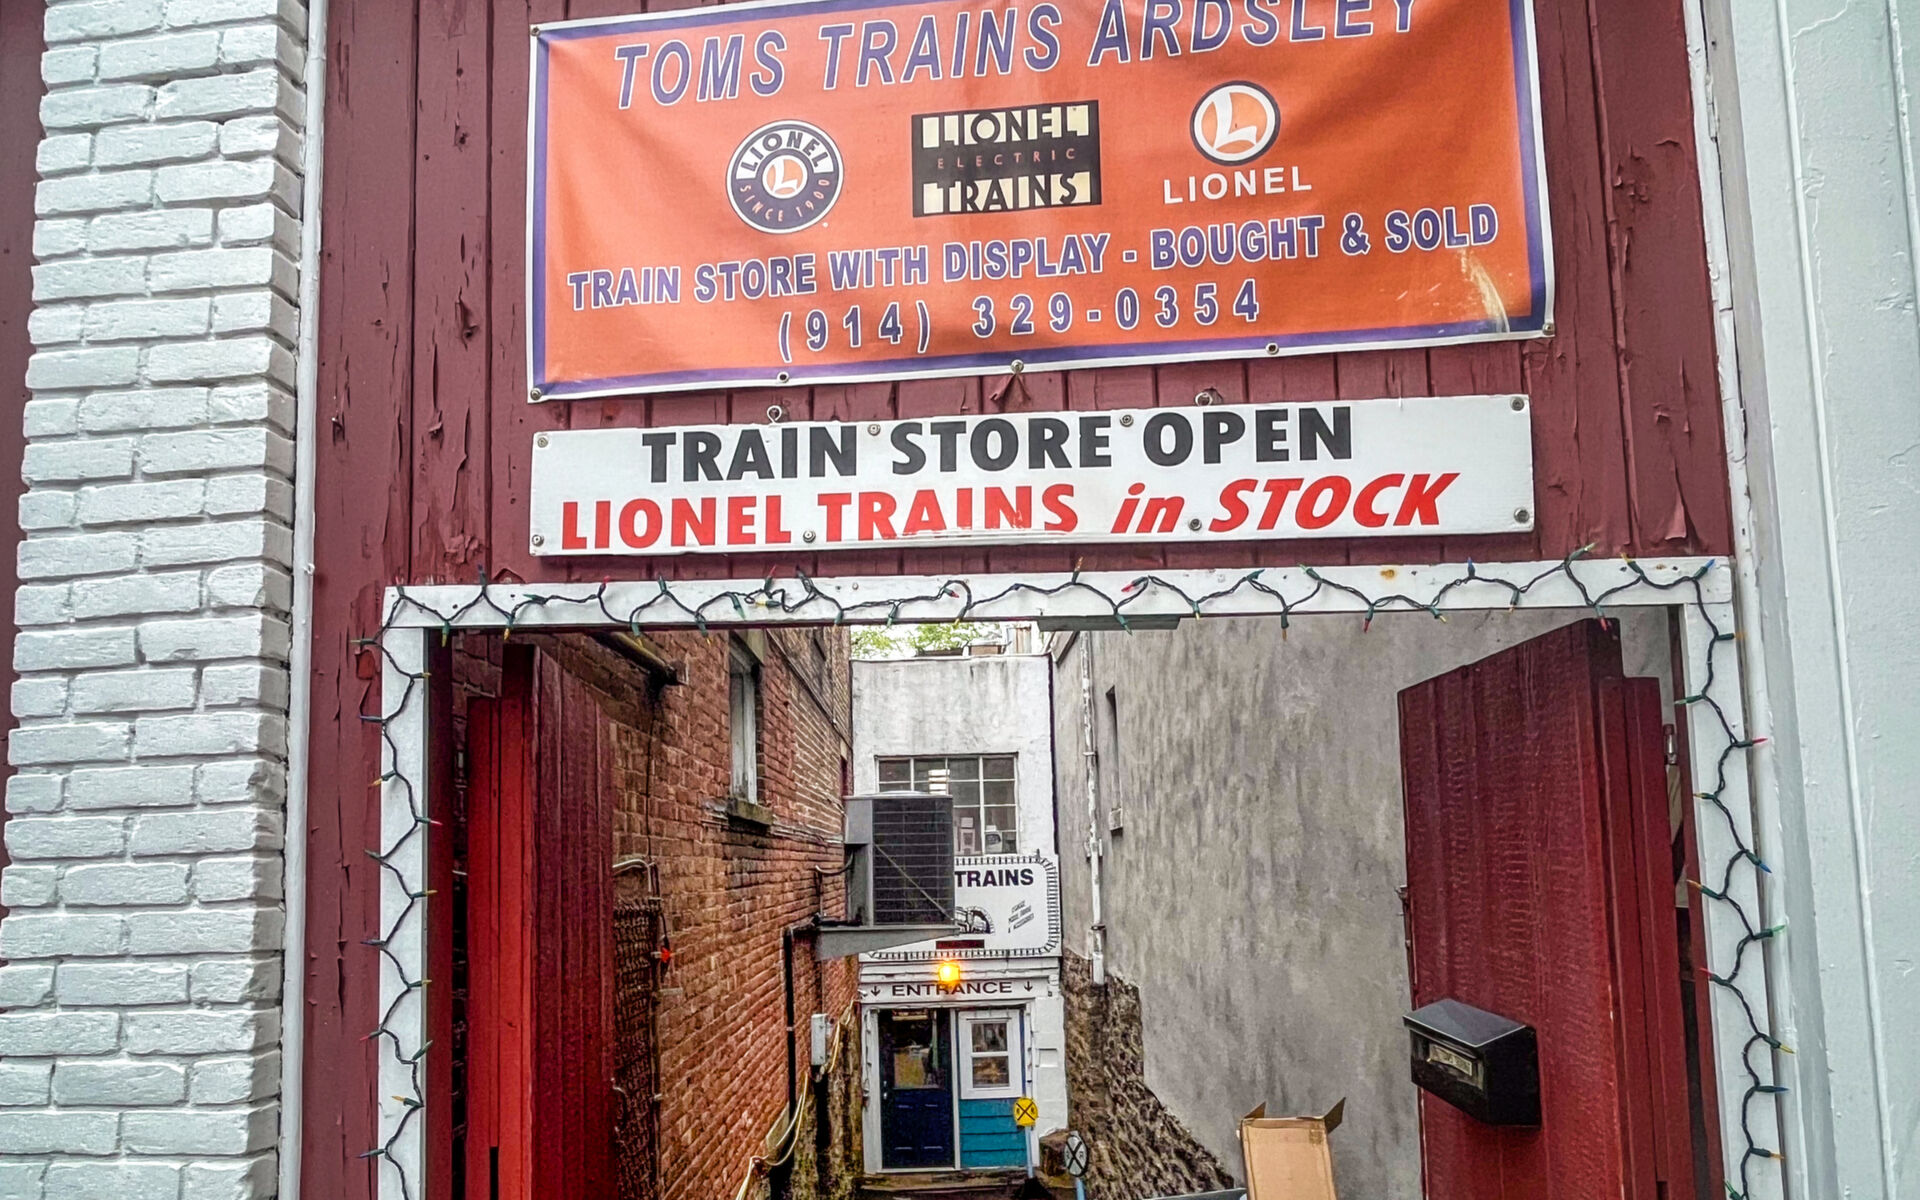 TOMS TRAINS ARDSLEY
LIONEL
L
SINCE 1900
LIONEL
ELECTRIC
TRAINS
L
LIONEL
TRAIN STORE WITH DISPLAY - BOUGHT & SOLD
(914) 329-0354
TRAIN STORE OPEN
LIONEL TRAINS in STOCK
TRAINS
↓ ENTRANCE ↓
R R